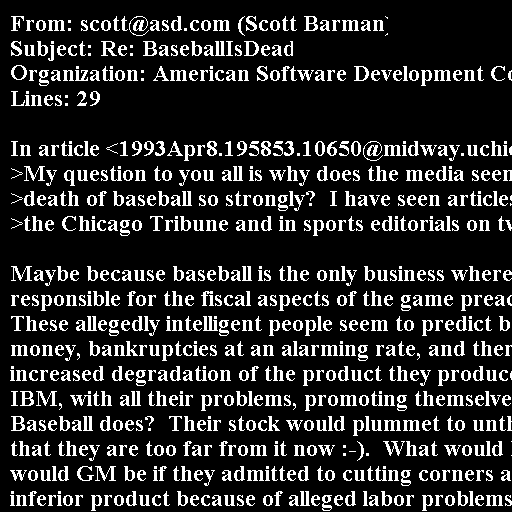 From: scott@asd.com (Scott Barman)
Subject: Re: BaseballIsDead
Organization: American Software Development Co
Lines: 29

In article <1993Apr8.195853.10650@midway.uchic
>My question to you all is why does the media seem
>death of baseball so strongly?  I have seen articles
>the Chicago Tribune and in sports editorials on tv

Maybe because baseball is the only business where
responsible for the fiscal aspects of the game preac
These allegedly intelligent people seem to predict b
money, bankruptcies at an alarming rate, and then
increased degradation of the product they produce
IBM, with all their problems, promoting themselve
Baseball does?  Their stock would plummet to unth
that they are too far from it now :-).  What would
would GM be if they admitted to cutting corners a
inferior product because of alleged labor problems